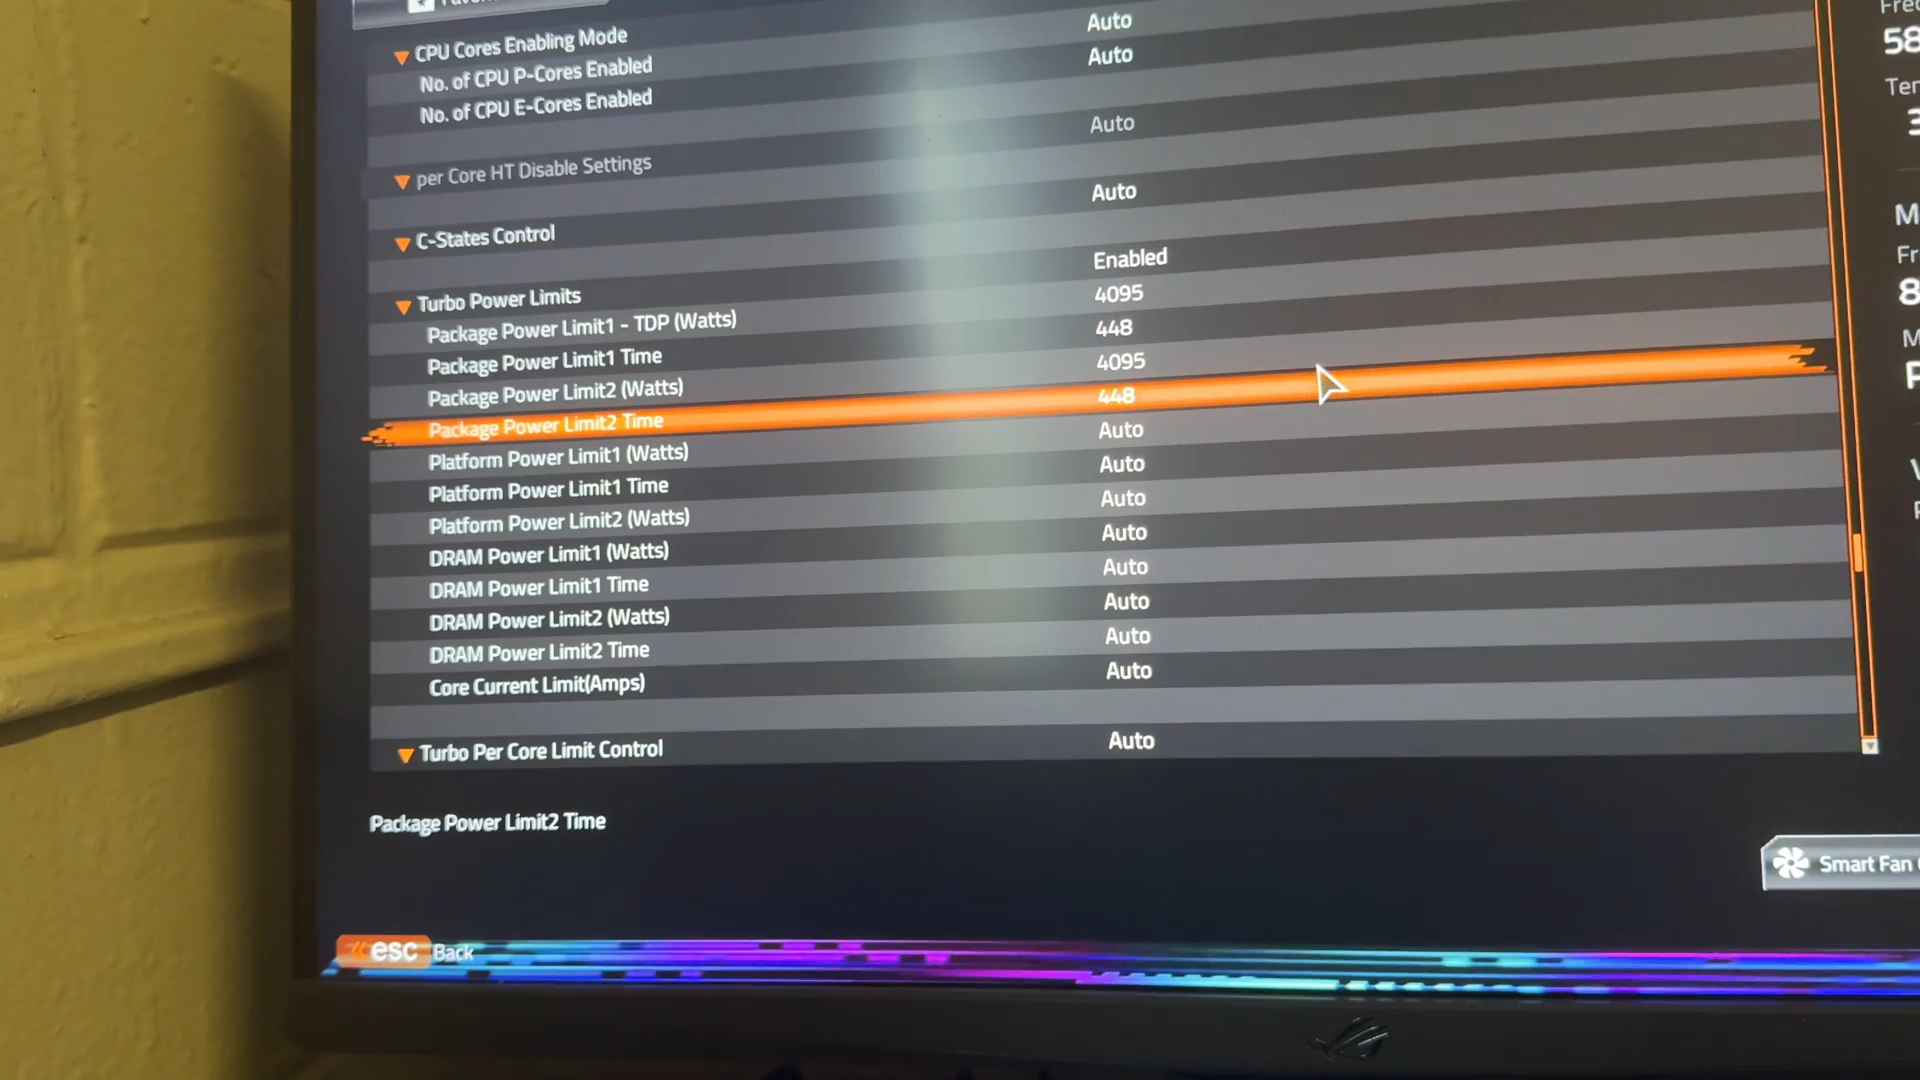 CPU Cores Enabling Mode Auto
No. of CPU P-Cores Enabled Auto
No. of CPU E-Cores Enabled
Auto
per Core HT Disable Settings
Auto
C-States Control
Enabled
Turbo Power Limits
4095
Package Power Limit1 - TDP (Watts)
448
Package Power Limit1 Time
4095
Package Power Limit2 (Watts)
448
Package Power Limit2 Time
Auto
Platform Power Limit1 (Watts)
Auto
Platform Power Limit1 Time
Auto
Platform Power Limit2 (Watts)
Auto
DRAM Power Limit1 (Watts)
Auto
DRAM Power Limit1 Time
Auto
DRAM Power Limit2 (Watts)
Auto
DRAM Power Limit2 Time
Auto
Core Current Limit(Amps)
Turbo Per Core Limit Control Auto
Package Power Limit2 Time
Smart Fan
esc Back